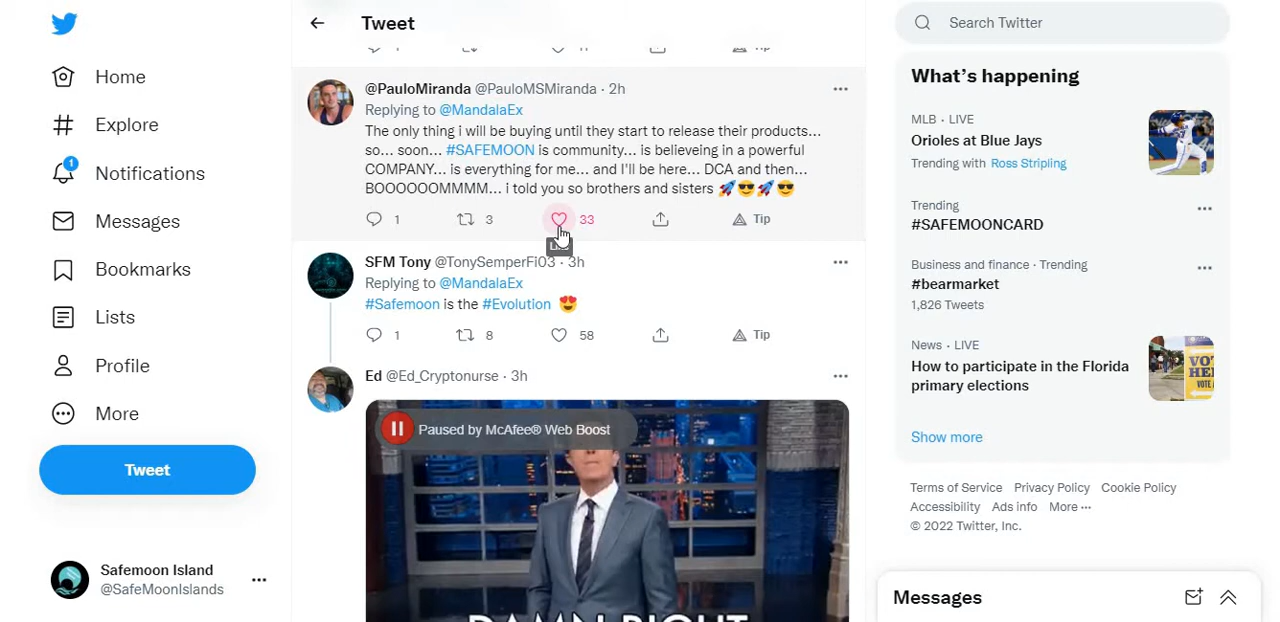 Tweet
Search Twitter
@PauloMiranda @PauloMSMiranda · 2h
Replying to @MandalaEx
The only thing i will be buying until they start to release their products...
so... soon... #SAFEMOON is community... is believeing in a powerful
COMPANY... is everything for me... and I'll be here... DCA and then...
BOOOOOOMMMM... i told you so brothers and sisters 🚀😎🚀😎
1 3 33 Tip
SFM Tony @TonySemperFi03 · 3h
Replying to @MandalaEx
#Safemoon is the #Evolution 😍
1 8 58 Tip
Ed @Ed_Cryptonurse · 3h
Paused by McAfee® Web Boost
DAMN RIGHT
Home
Explore
1
Notifications
Messages
Bookmarks
Lists
Profile
More
Tweet
Safemoon Island
@SafeMoonIslands
What's happening
MLB · LIVE
Orioles at Blue Jays
Trending with Ross Stripling
Trending
#SAFEMOONCARD
Business and finance · Trending
#bearmarket
1,826 Tweets
News · LIVE
How to participate in the Florida
primary elections
Show more
Terms of Service Privacy Policy Cookie Policy
Accessibility Ads info More ···
© 2022 Twitter, Inc.
Messages